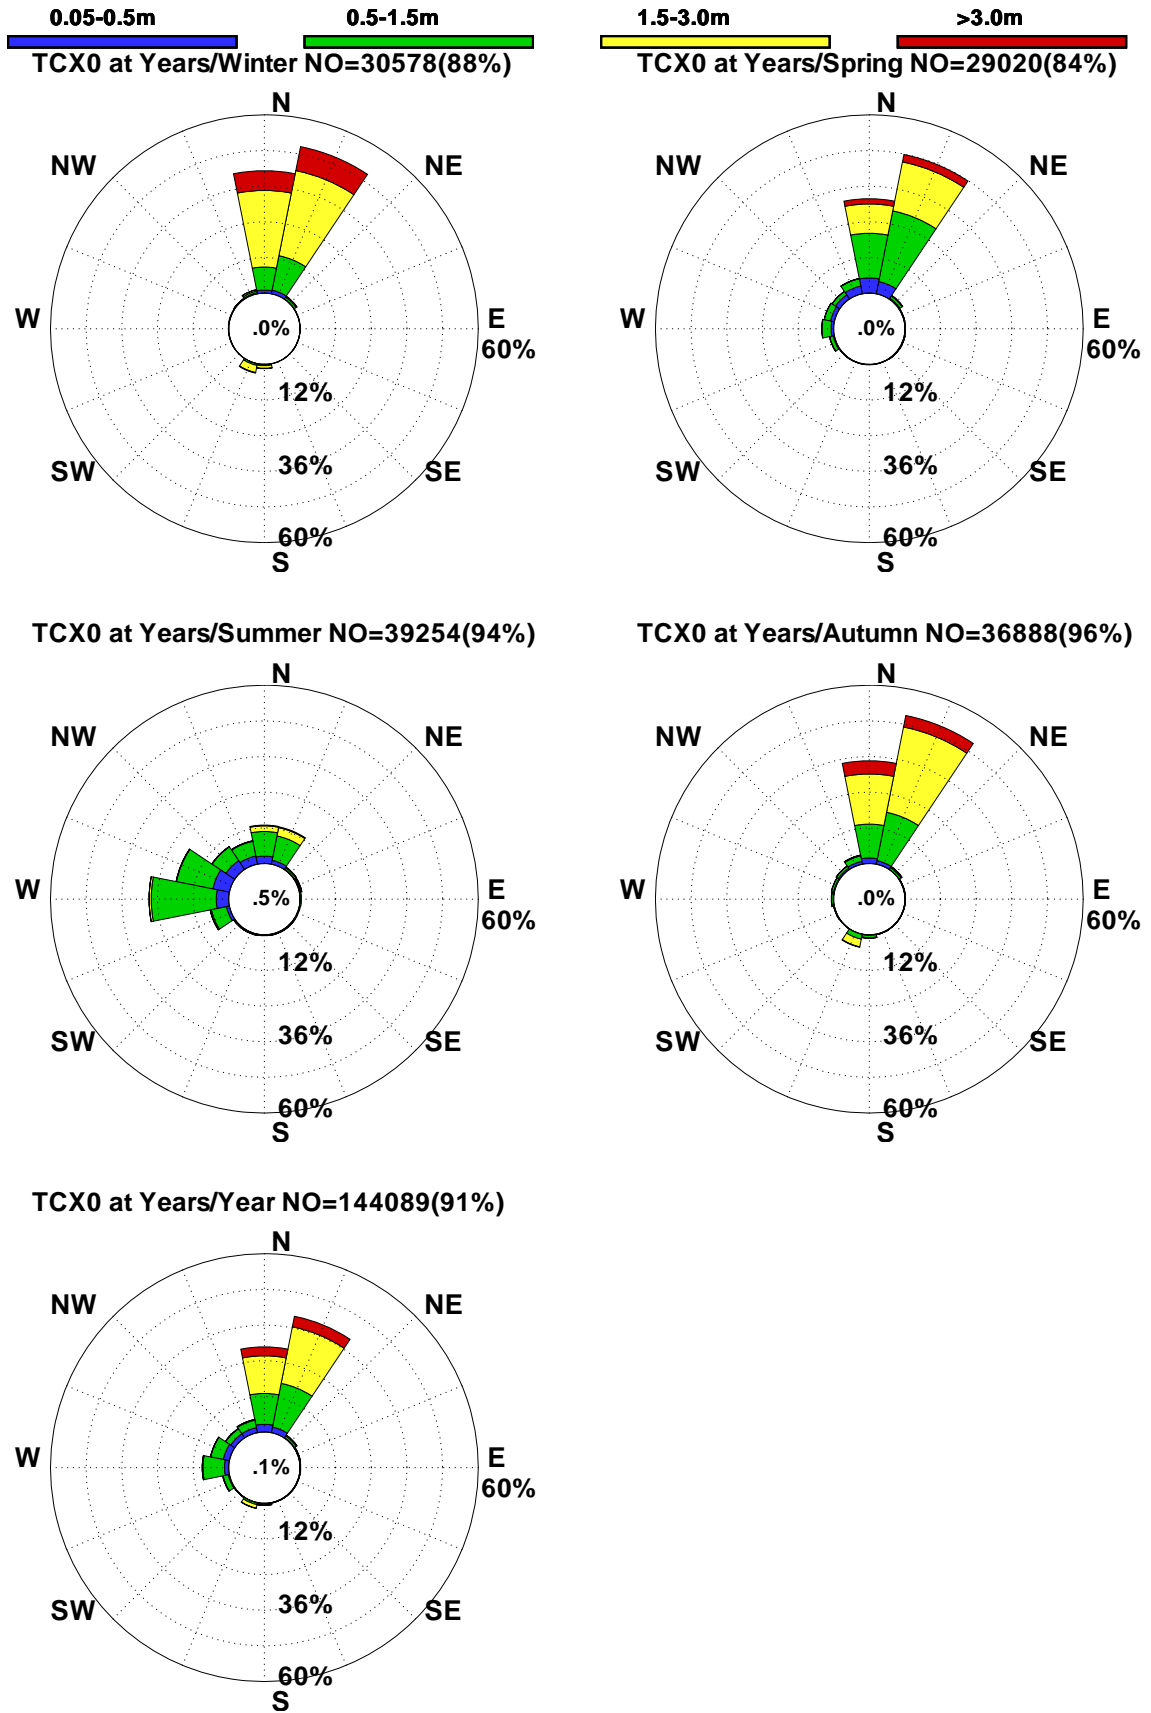 0.05-0.5m 0.5-1.5m 1.5-3.0m >3.0m
TCX0 at Years/Winter NO=30578(88%)
N
NW NE
W .0% E
60%
12%
36%
SW SE
60%
S
TCX0 at Years/Spring NO=29020(84%)
N
NW NE
W .0% E
60%
12%
36%
SW SE
60%
S
TCX0 at Years/Summer NO=39254(94%)
N
NW NE
W .5% E
60%
12%
36%
SW SE
60%
S
TCX0 at Years/Autumn NO=36888(96%)
N
NW NE
W .0% E
60%
12%
36%
SW SE
60%
S
TCX0 at Years/Year NO=144089(91%)
N
NW NE
W .1% E
60%
12%
36%
SW SE
60%
S